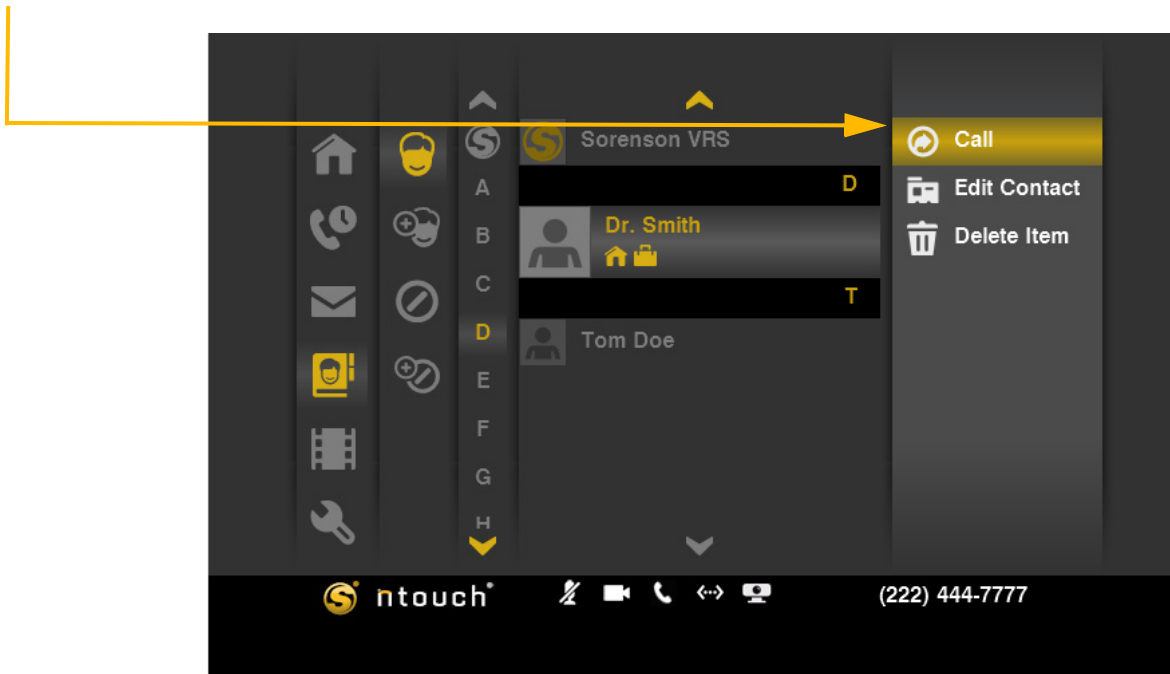 Sorenson VRS
D
Dr. Smith
T
Tom Doe
A
B
C
D
E
F
G
H
Call
Edit Contact
Delete Item
ntouch®
(222) 444-7777